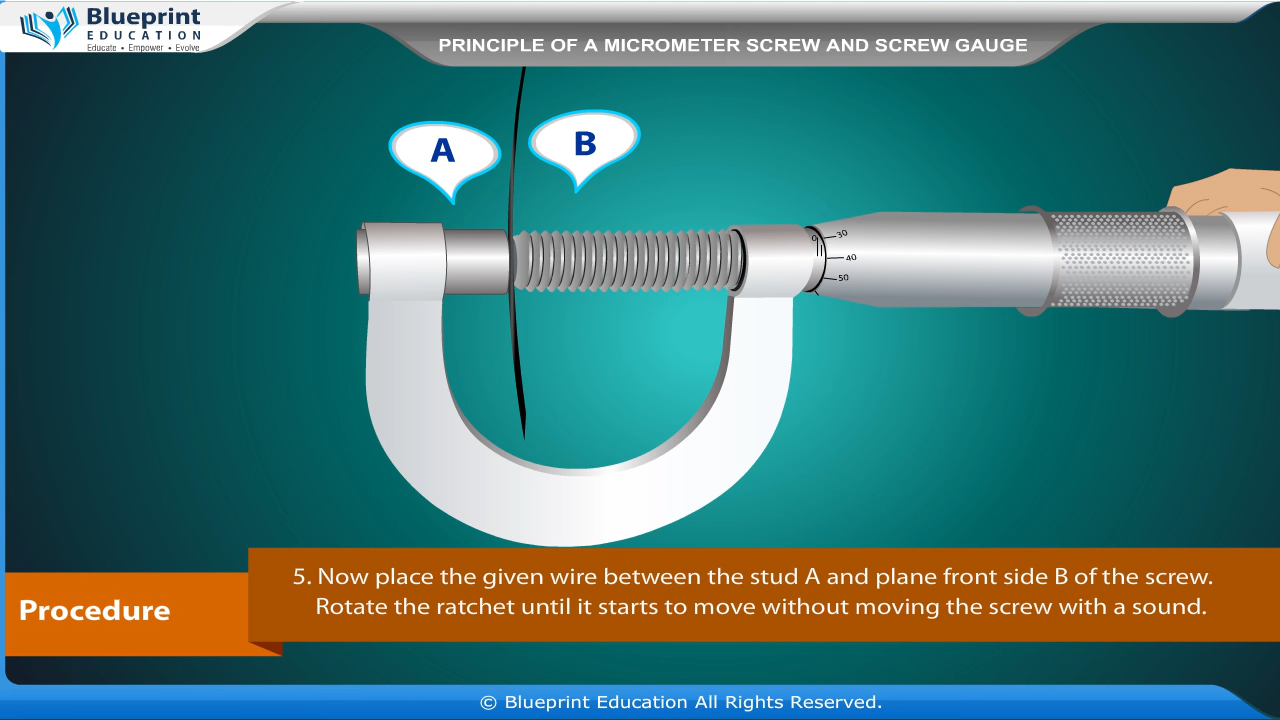 Blueprint
EDUCATION
Educate • Empower • Evolve
PRINCIPLE OF A MICROMETER SCREW AND SCREW GAUGE
A
B
0
30
40
50
5. Now place the given wire between the stud A and plane front side B of the screw.
Rotate the ratchet until it starts to move without moving the screw with a sound.
Procedure
© Blueprint Education All Rights Reserved.